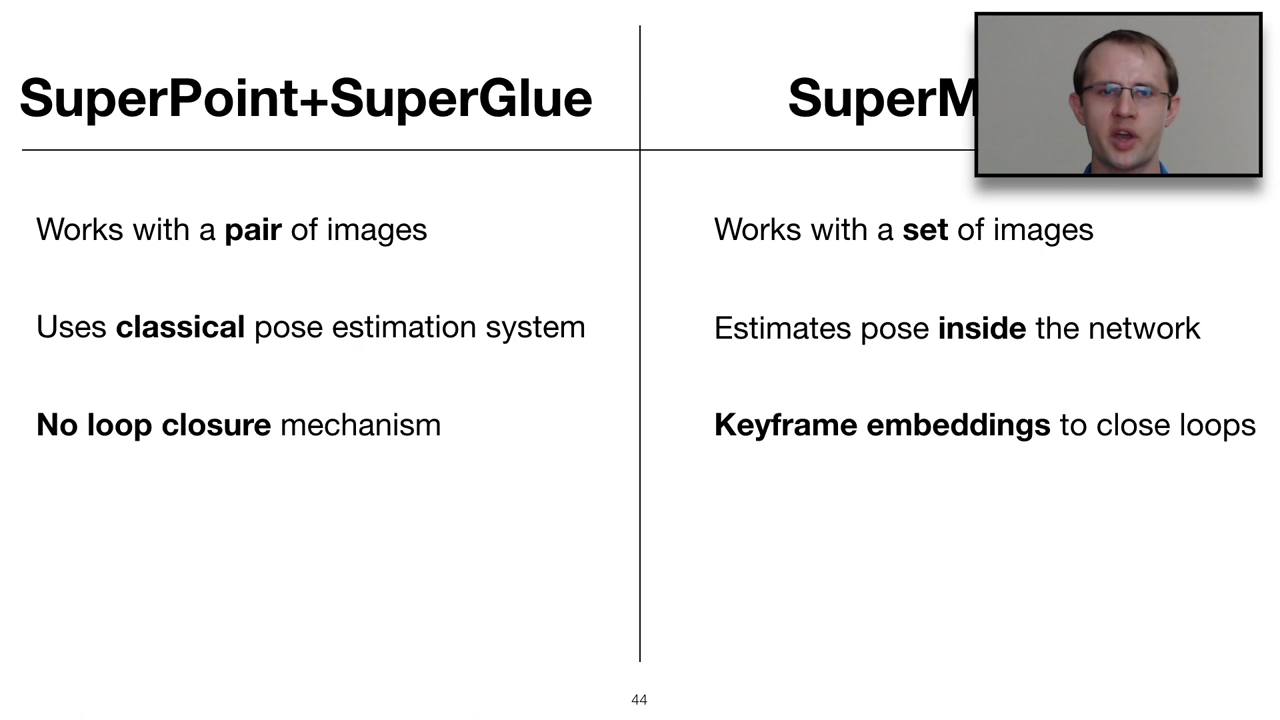 SuperPoint+SuperGlue
Works with a pair of images
Uses classical pose estimation system
No loop closure mechanism
Works with a set of images
Estimates pose inside the network
Keyframe embeddings to close loops
44